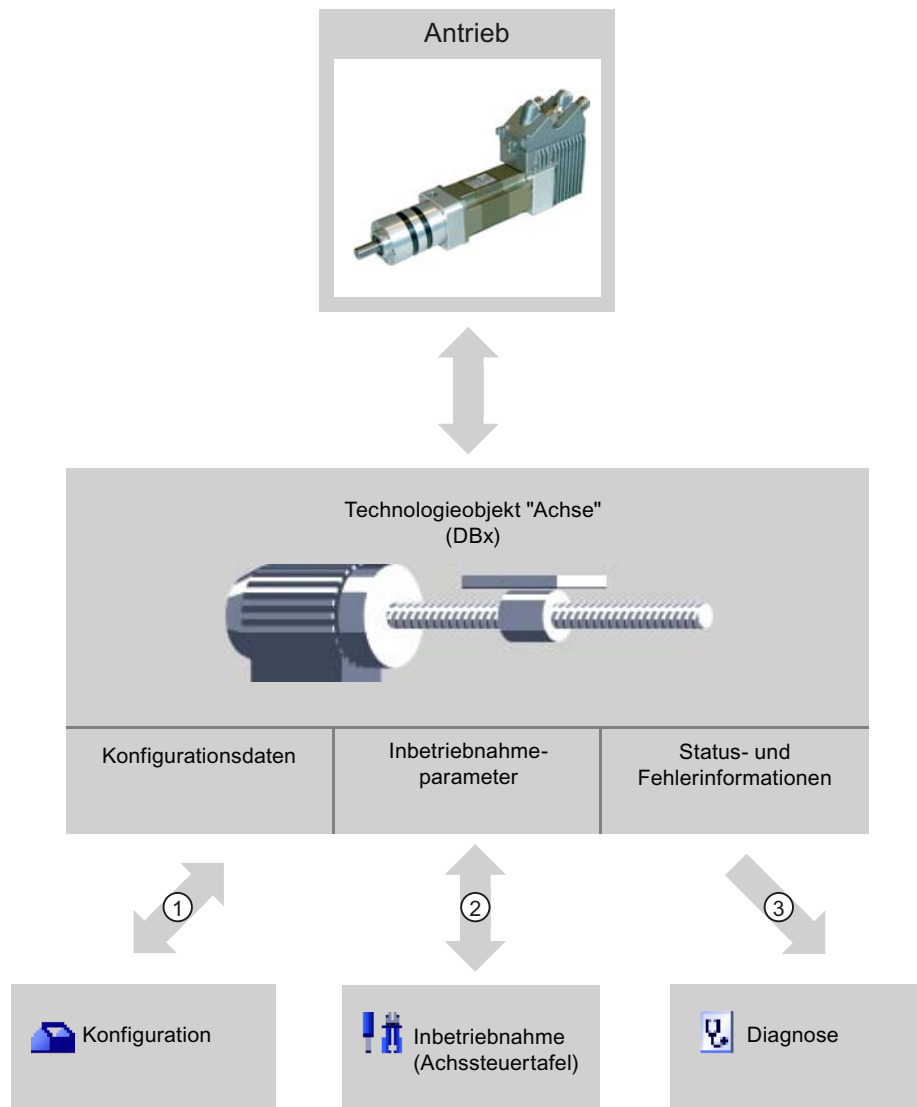 Antrieb
Technologieobjekt "Achse"
(DBx)
Konfigurationsdaten
Inbetriebnahme-
parameter
Status- und
Fehlerinformationen
1
2
3
Konfiguration
Inbetriebnahme
(Achssteuertafel)
Diagnose